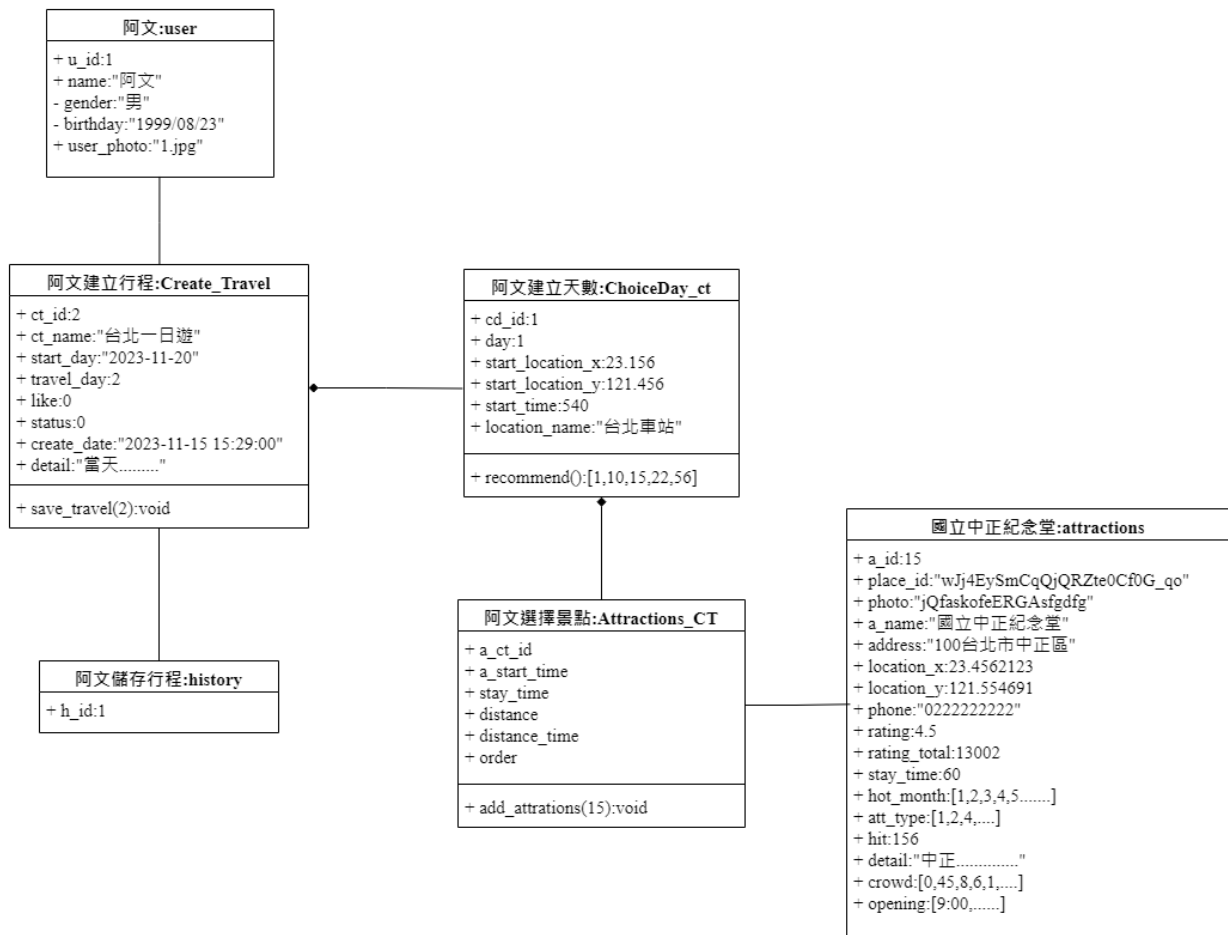 阿文:user
+ u_id:1
+ name:"阿文"
- gender:"男"
- birthday:"1999/08/23"
+ user_photo:"1.jpg"
阿文建立行程:Create_Travel
+ ct_id:2
+ ct_name:"台北一日遊"
+ start_day:"2023-11-20"
+ travel_day:2
+ like:0
+ status:0
+ create_date:"2023-11-15 15:29:00"
+ detail:"當天........."
+ save_travel(2):void
阿文建立天數:ChoiceDay_ct
+ cd_id:1
+ day:1
+ start_location_x:23.156
+ start_location_y:121.456
+ start_time:540
+ location_name:"台北車站"
+ recommend():[1,10,15,22,56]
阿文儲存行程:history
+ h_id:1
阿文選擇景點:Attractions_CT
+ a_ct_id
+ a_start_time
+ stay_time
+ distance
+ distance_time
+ order
+ add_attrations(15):void
國立中正紀念堂:attractions
+ a_id:15
+ place_id:"wJj4EySmCqQjQRZte0Cf0G_qo"
+ photo:"jQfaskofeERGAsfgdfg"
+ a_name:"國立中正紀念堂"
+ address:"100台北市中正區"
+ location_x:23.4562123
+ location_y:121.554691
+ phone:"0222222222"
+ rating:4.5
+ rating_total:13002
+ stay_time:60
+ hot_month:[1,2,3,4,5.......]
+ att_type:[1,2,4,....]
+ hit:156
+ detail:"中正.............."
+ crowd:[0,45,8,6,1,....]
+ opening:[9:00,......]